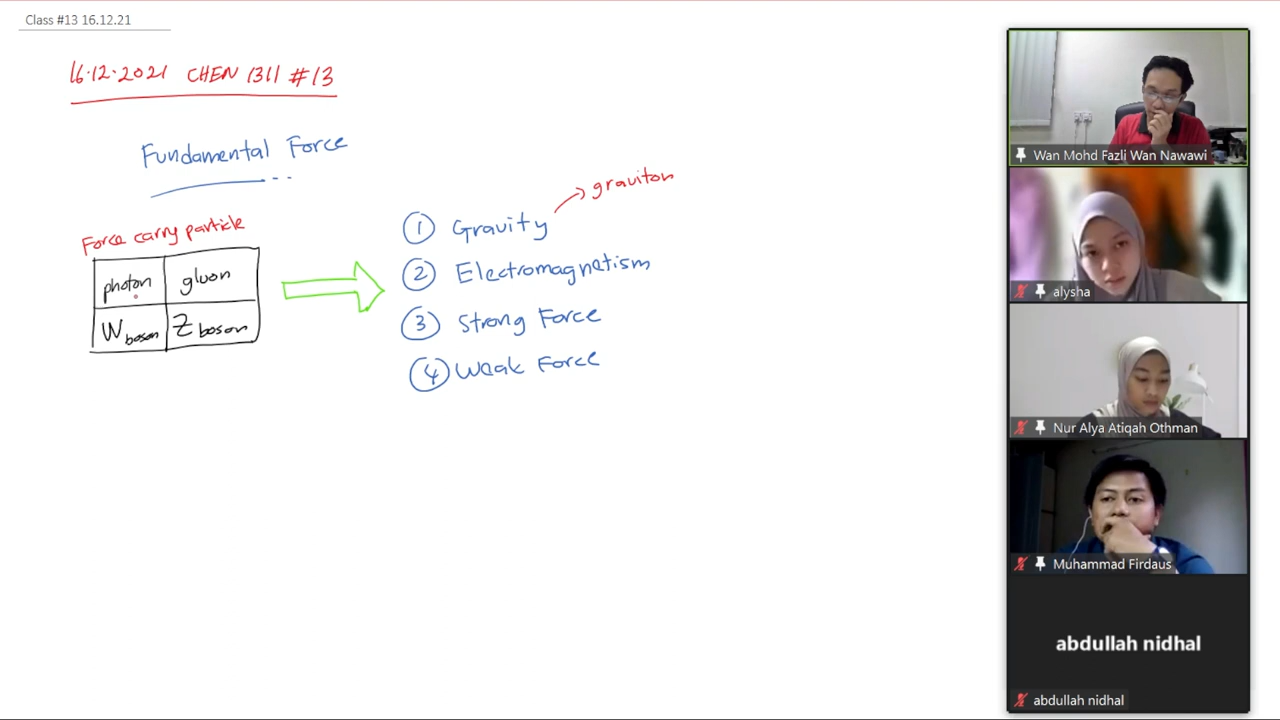 Class #13 16.12.21
16.12.2021 CHEN 1311 #13
Fundamental Force
Force carry particle
photon gluon
W boson Z boson
graviton
1 Gravity
2 Electromagnetism
3 Strong Force
4 Weak Force
Wan Mohd Fazli Wan Nawawi
alysha
Nur Alya Atiqah Othman
Muhammad Firdaus
abdullah nidhal
abdullah nidhal